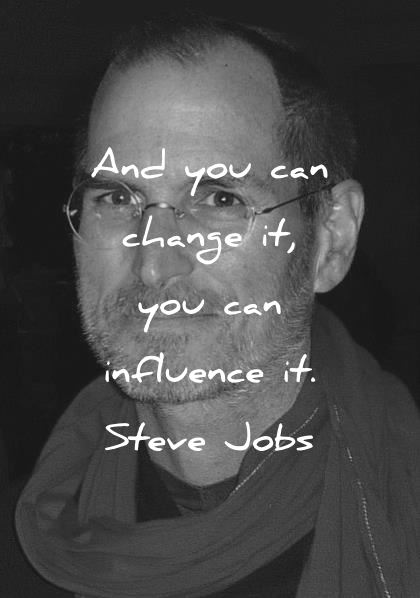 And you can
change it,
you can
influence it.
Steve Jobs